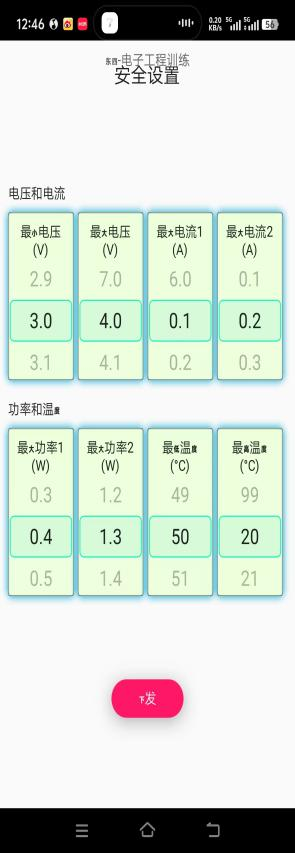 12:46
0.20 KB/s 5G 5G 56
东西-电子工程训练
安全设置
电压和电流
最小电压 最大电压 最大电流1 最大电流2
(V) (V) (A) (A)
2.9 7.0 6.0 0.1
3.0 4.0 0.1 0.2
3.1 4.1 0.2 0.3
功率和温度
最大功率1 最大功率2 最低温度 最高温度
(W) (W) (°C) (°C)
0.3 1.2 49 99
0.4 1.3 50 20
0.5 1.4 51 21
下发